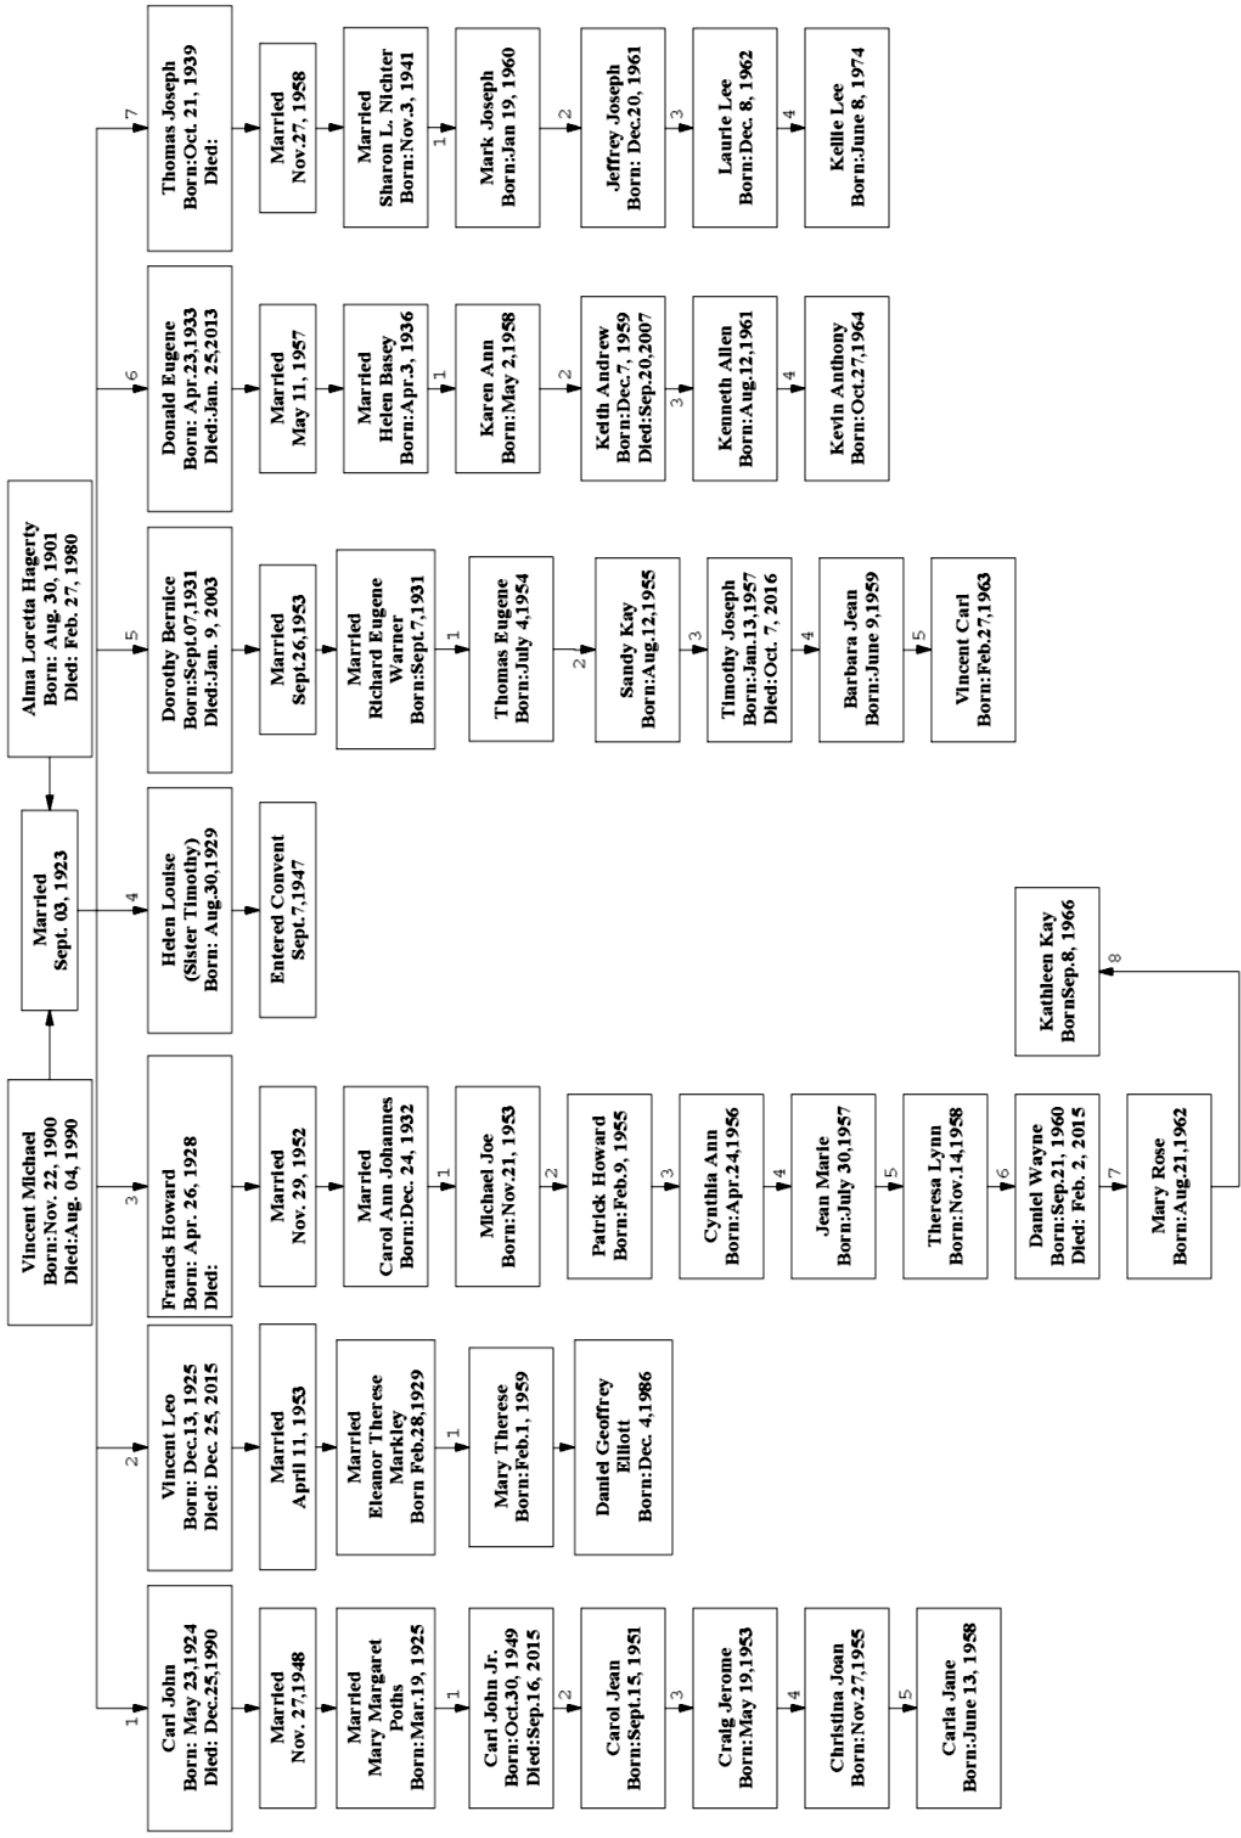 Vincent Michael
Born:Nov. 22, 1900
Died:Aug. 04, 1990
Married
Sept. 03, 1923
Alma Loretta Hagerty
Born: Aug. 30, 1901
Died: Feb. 27, 1980
1
Carl John
Born: May 23,1924
Died: Dec.25,1990
Married
Nov. 27,1948
Married
Mary Margaret
Poths
Born:Mar.19, 1925
1
Carl John Jr.
Born:Oct.30, 1949
Died:Sep.16, 2015
2
Carol Jean
Born:Sept.15, 1951
3
Craig Jerome
Born:May 19,1953
4
Christina Joan
Born:Nov.27,1955
5
Carla Jane
Born:June 13, 1958
2
Vincent Leo
Born: Dec.13, 1925
Died: Dec. 25, 2015
Married
April 11, 1953
Married
Eleanor Therese
Markley
Born Feb.28,1929
1
Mary Therese
Born:Feb.1, 1959
Daniel Geoffrey
Elliott
Born:Dec. 4,1986
3
Francis Howard
Born: Apr. 26, 1928
Died:
Married
Nov. 29, 1952
Married
Carol Ann Johannes
Born:Dec. 24, 1932
1
Michael Joe
Born:Nov.21, 1953
2
Patrick Howard
Born:Feb.9, 1955
3
Cynthia Ann
Born:Apr.24,1956
4
Jean Marie
Born:July 30,1957
5
Theresa Lynn
Born:Nov.14,1958
6
Daniel Wayne
Born:Sep.21, 1960
Died: Feb. 2, 2015
7
Mary Rose
Born:Aug.21,1962
8
Kathleen Kay
BornSep.8, 1966
4
Helen Louise
(Sister Timothy)
Born: Aug.30,1929
Entered Convent
Sept.7,1947
5
Dorothy Bernice
Born:Sept.07,1931
Died:Jan. 9, 2003
Married
Sept.26,1953
Married
Richard Eugene
Warner
Born:Sept.7,1931
1
Thomas Eugene
Born:July 4,1954
2
Sandy Kay
Born:Aug.12,1955
3
Timothy Joseph
Born:Jan.13,1957
Died:Oct. 7, 2016
4
Barbara Jean
Born:June 9,1959
5
Vincent Carl
Born:Feb.27,1963
6
Donald Eugene
Born: Apr.23,1933
Died:Jan. 25,2013
Married
May 11, 1957
Married
Helen Basey
Born:Apr.3, 1936
1
Karen Ann
Born:May 2,1958
2
Keith Andrew
Born:Dec.7, 1959
Died:Sep.20,2007
3
Kenneth Allen
Born:Aug.12,1961
4
Kevin Anthony
Born:Oct.27,1964
7
Thomas Joseph
Born:Oct. 21, 1939
Died:
Married
Nov.27, 1958
Married
Sharon L. Nichter
Born:Nov.3, 1941
1
Mark Joseph
Born:Jan 19, 1960
2
Jeffrey Joseph
Born: Dec.20, 1961
3
Laurie Lee
Born:Dec. 8, 1962
4
Kellie Lee
Born:June 8, 1974